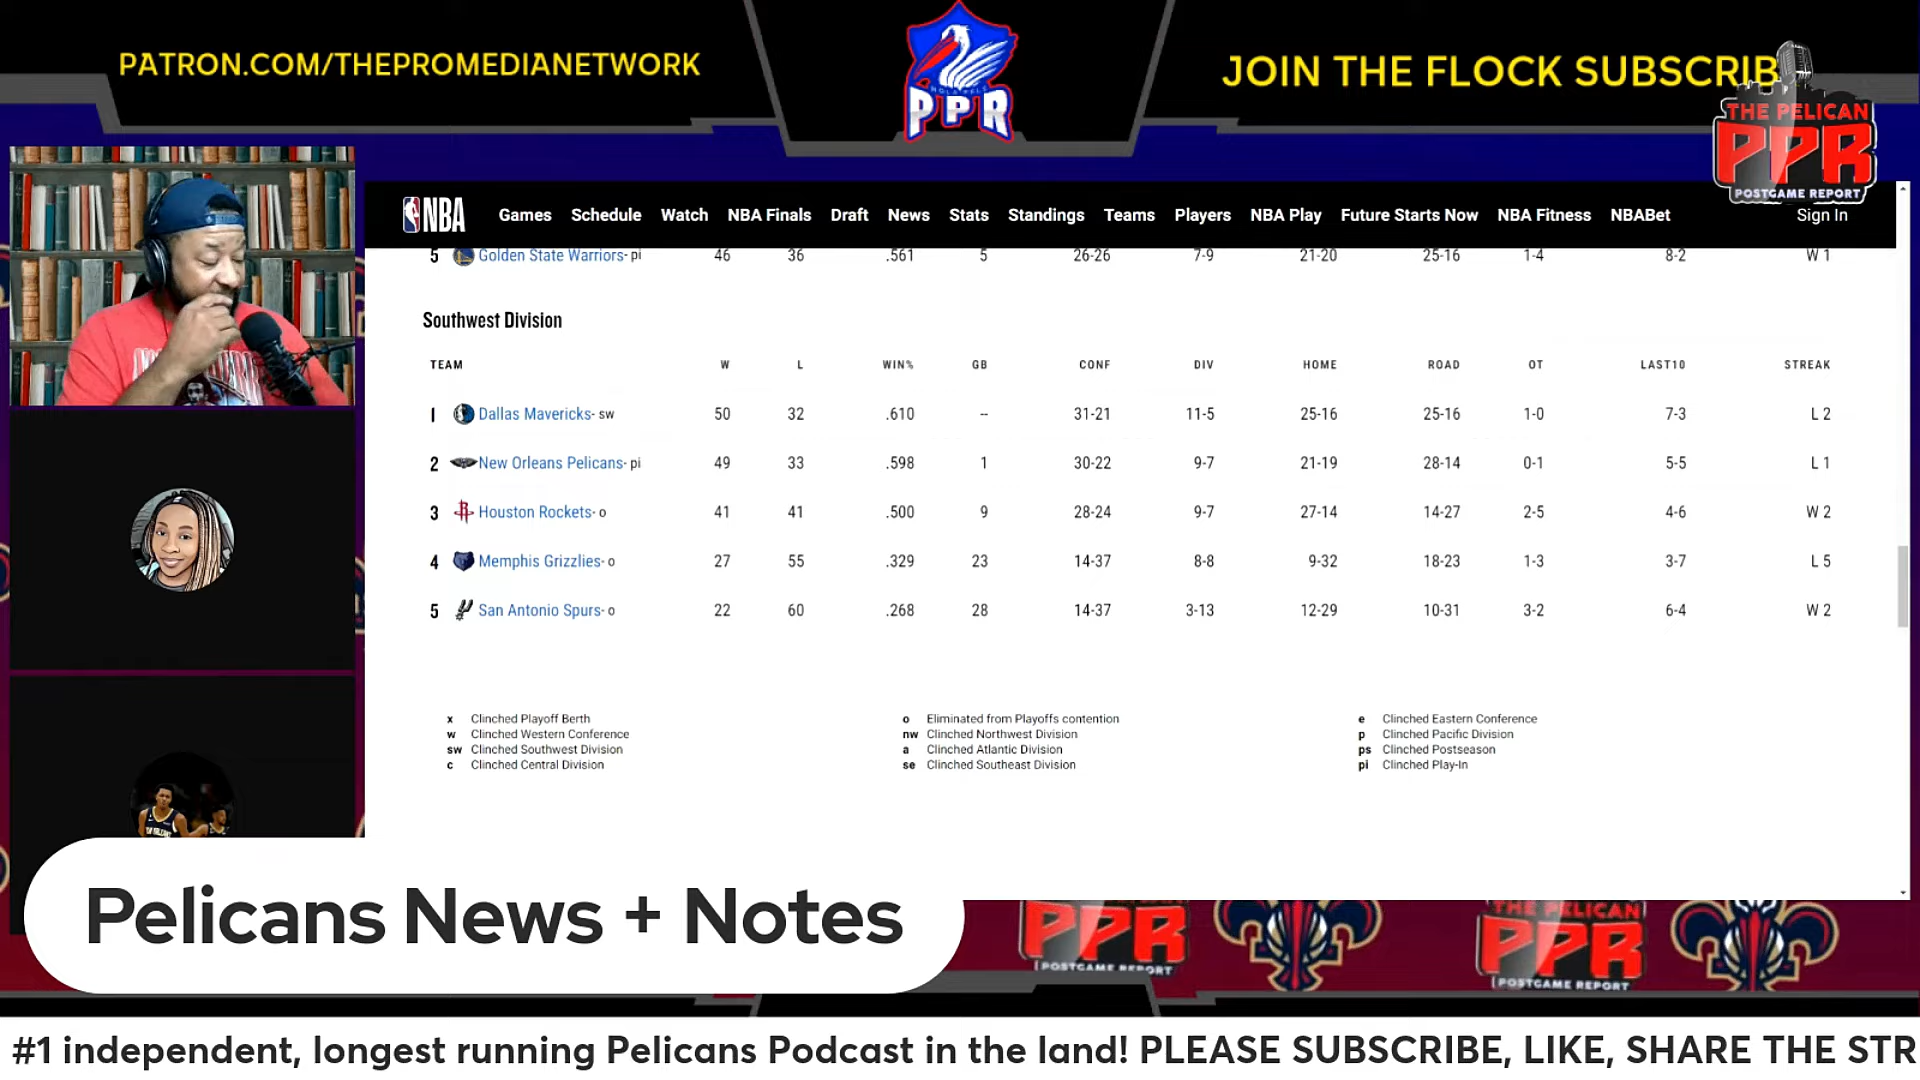 PATRON.COM/THEPROMEDIANETWORK
PPR
JOIN THE FLOCK SUBSCRIB
THE PELICAN
PPR
POSTGAME REPORT
NBA Games Schedule Watch NBA Finals Draft News Stats Standings Teams Players NBA Play Future Starts Now NBA Fitness NBABet Sign In
5 Golden State Warriors- pi 46 36 .561 5 26-26 7-9 21-20 25-16 1-4 8-2 W 1
Southwest Division
TEAM W L WIN% GB CONF DIV HOME ROAD OT LAST10 STREAK
1 Dallas Mavericks- sw 50 32 .610 -- 31-21 11-5 25-16 25-16 1-0 7-3 L 2
2 New Orleans Pelicans- pi 49 33 .598 1 30-22 9-7 21-19 28-14 0-1 5-5 L 1
3 Houston Rockets- o 41 41 .500 9 28-24 9-7 27-14 14-27 2-5 4-6 W 2
4 Memphis Grizzlies- o 27 55 .329 23 14-37 8-8 9-32 18-23 1-3 3-7 L 5
5 San Antonio Spurs- o 22 60 .268 28 14-37 3-13 12-29 10-31 3-2 6-4 W 2
x Clinched Playoff Berth o Eliminated from Playoffs contention e Clinched Eastern Conference
w Clinched Western Conference nw Clinched Northwest Division p Clinched Pacific Division
sw Clinched Southwest Division a Clinched Atlantic Division ps Clinched Postseason
c Clinched Central Division se Clinched Southeast Division pi Clinched Play-In
Pelicans News + Notes
THE PELICAN
PPR
POSTGAME REPORT
THE PELICAN
PPR
POSTGAME REPORT
#1 independent, longest running Pelicans Podcast in the land! PLEASE SUBSCRIBE, LIKE, SHARE THE STR